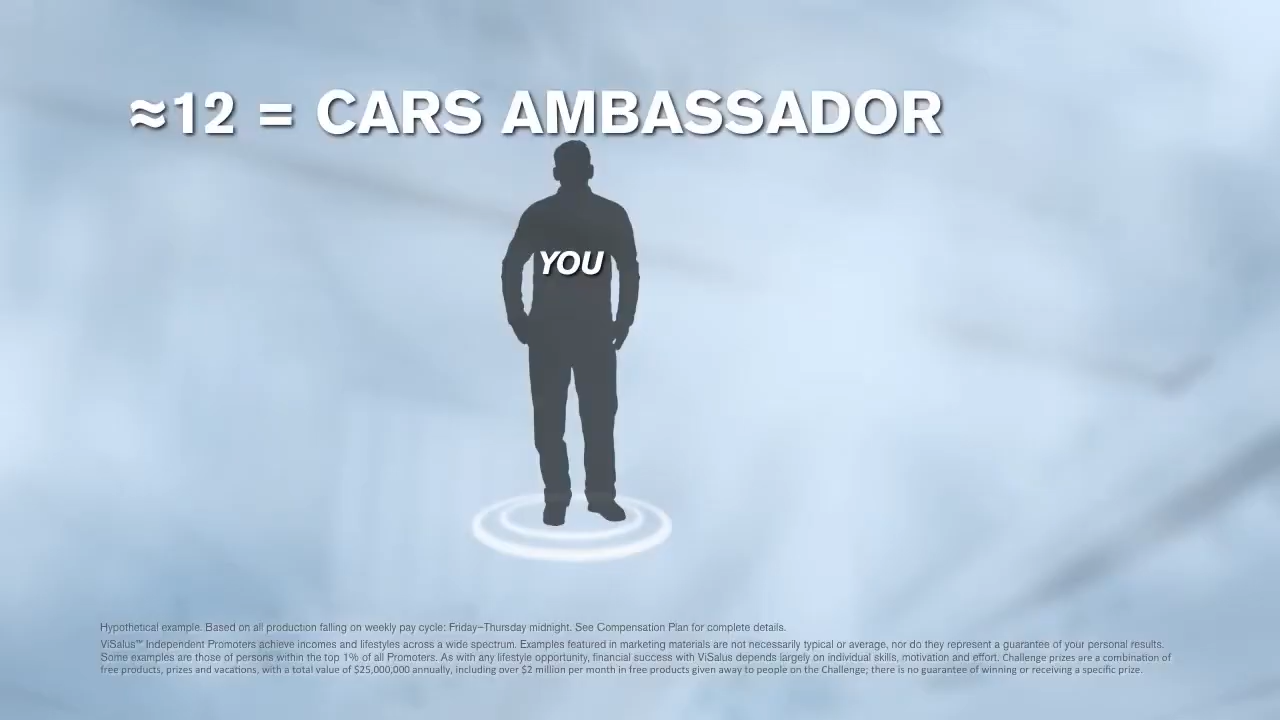 ≈12 = CARS AMBASSADOR
YOU
Hypothetical example. Based on all production falling on weekly pay cycle: Friday–Thursday midnight. See Compensation Plan for complete details.
ViSalus™ Independent Promoters achieve incomes and lifestyles across a wide spectrum. Examples featured in marketing materials are not necessarily typical or average, nor do they represent a guarantee of your personal results.
Some examples are those of persons within the top 1% of all Promoters. As with any lifestyle opportunity, financial success with ViSalus depends largely on individual skills, motivation and effort. Challenge prizes are a combination of
free products, prizes and vacations, with a total value of $25,000,000 annually, including over $2 million per month in free products given away to people on the Challenge; there is no guarantee of winning or receiving a specific prize.